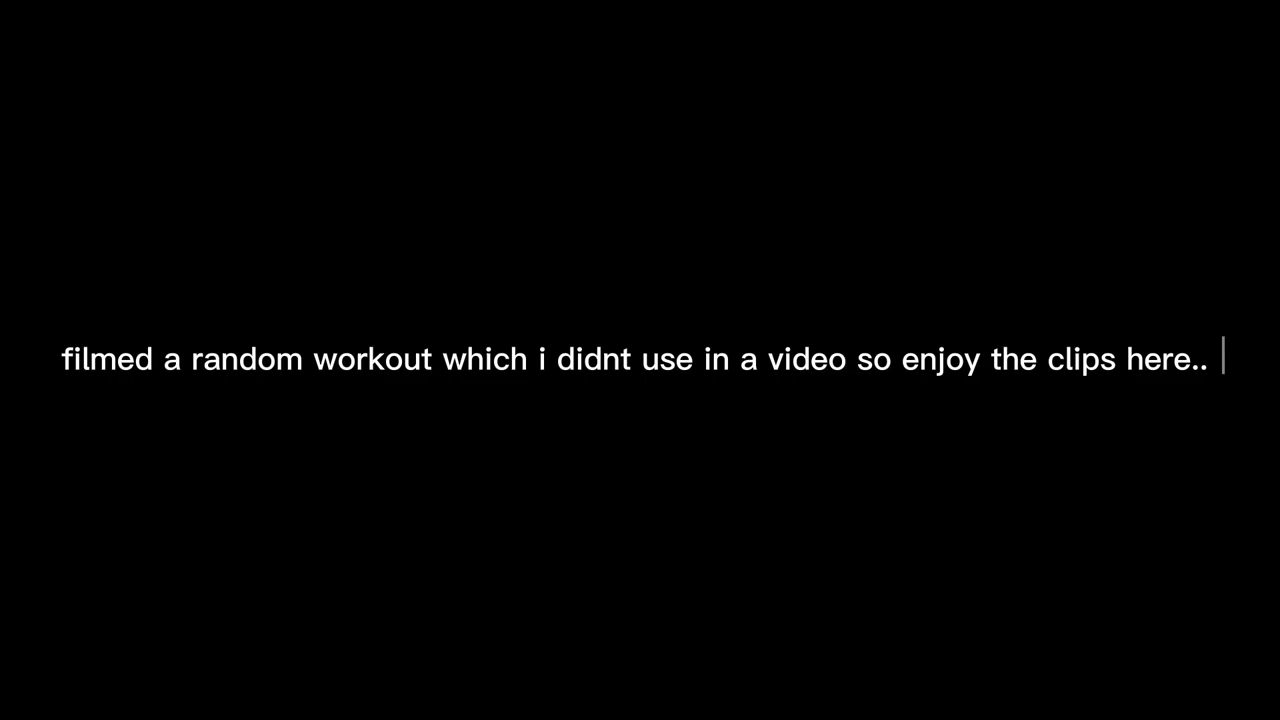 filmed a random workout which i didnt use in a video so enjoy the clips here..